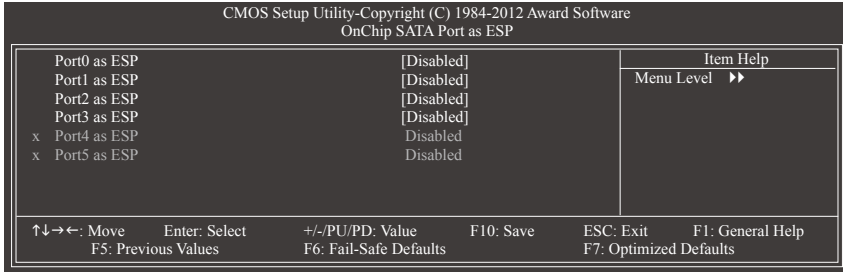 CMOS Setup Utility-Copyright (C) 1984-2012 Award Software
OnChip SATA Port as ESP
Port0 as ESP [Disabled]
Port1 as ESP [Disabled]
Port2 as ESP [Disabled]
Port3 as ESP [Disabled]
x Port4 as ESP Disabled
x Port5 as ESP Disabled
Item Help
Menu Level ▶▶
↑↓→←: Move Enter: Select +/-/PU/PD: Value F10: Save ESC: Exit F1: General Help
F5: Previous Values F6: Fail-Safe Defaults F7: Optimized Defaults